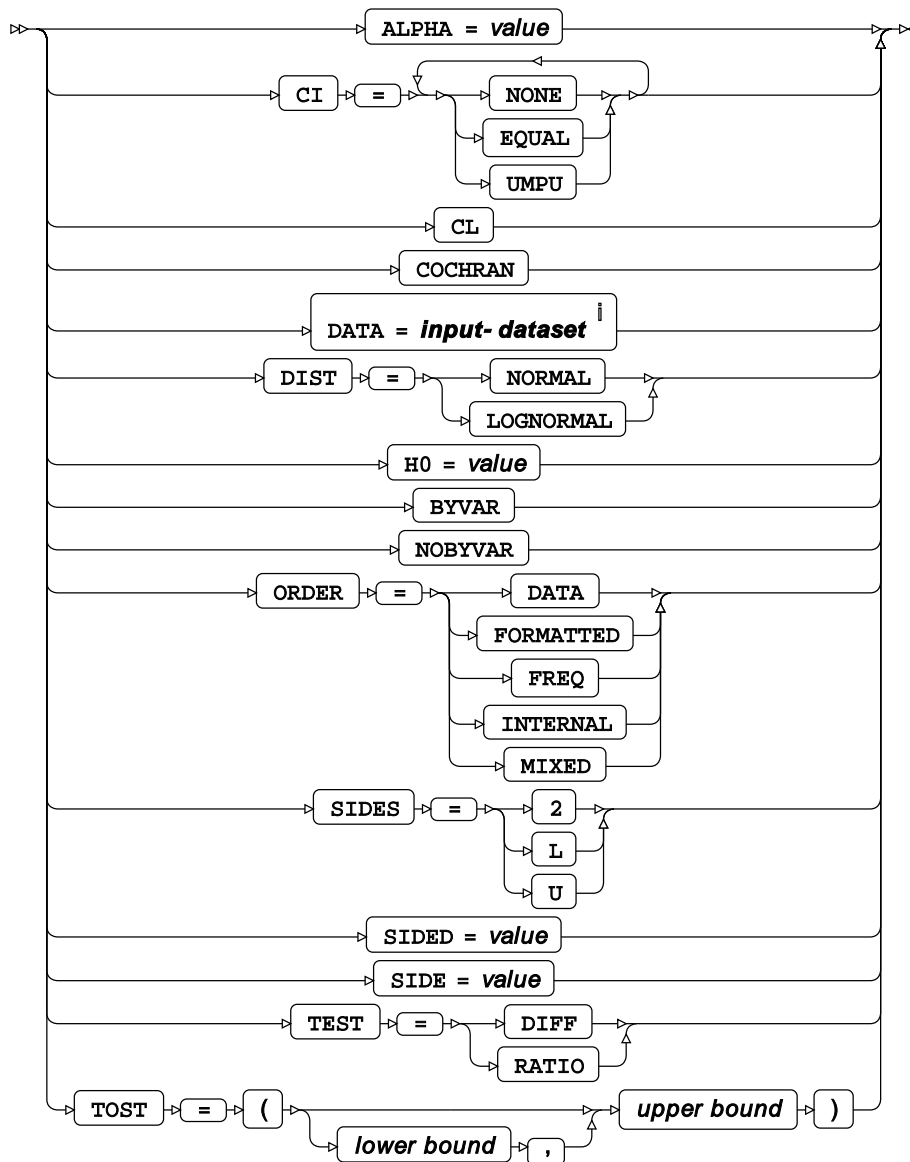 ALPHA = value
CI = NONE
EQUAL
UMPU
CL
COCHRAN
DATA = input- dataset i
DIST = NORMAL
LOGNORMAL
H0 = value
BYVAR
NOBYVAR
ORDER = DATA
FORMATTED
FREQ
INTERNAL
MIXED
SIDES = 2
L
U
SIDED = value
SIDE = value
TEST = DIFF
RATIO
TOST = ( upper bound )
lower bound ,